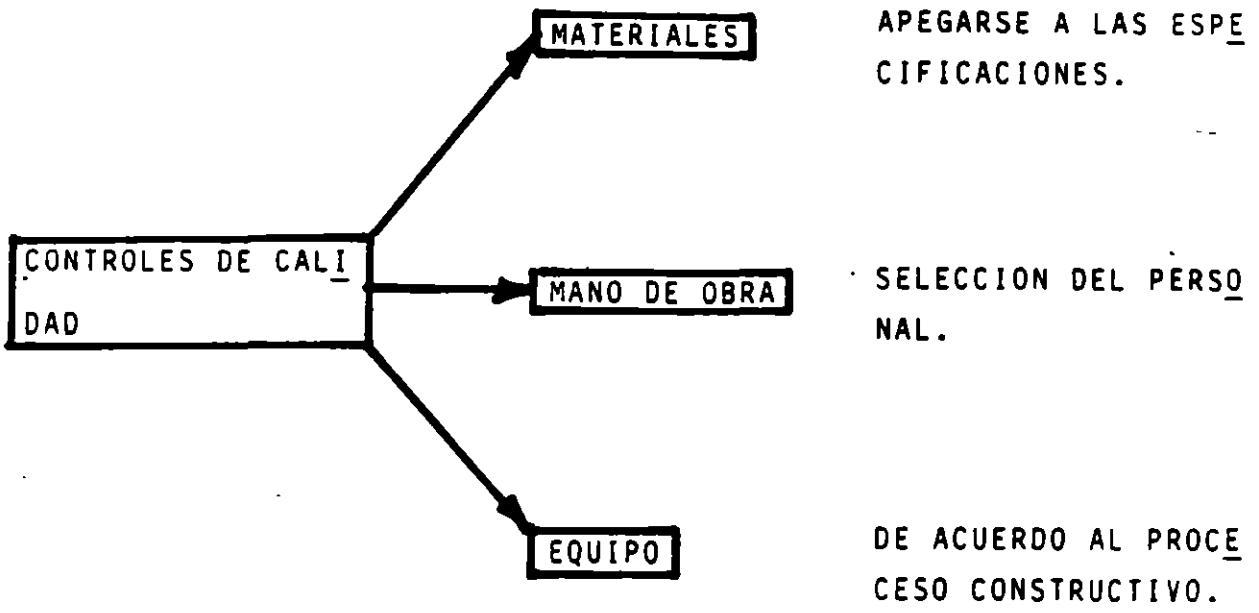 MATERIALES
APEGARSE A LAS ESPE
CIFICACIONES.
CONTROLES DE CALI
DAD
MANO DE OBRA
SELECCION DEL PERSO
NAL.
EQUIPO
DE ACUERDO AL PROCE
CESO CONSTRUCTIVO.